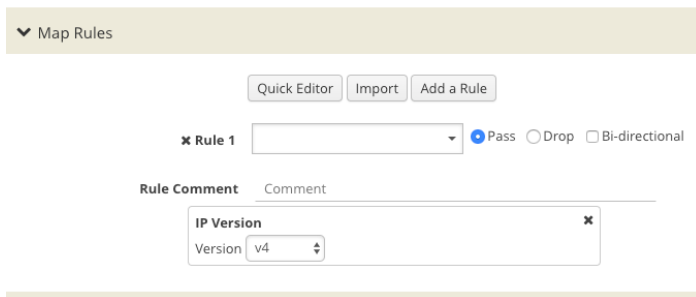 Map Rules
Quick Editor Import Add a Rule
Rule 1 Pass Drop Bi-directional
Rule Comment Comment
IP Version
Version v4